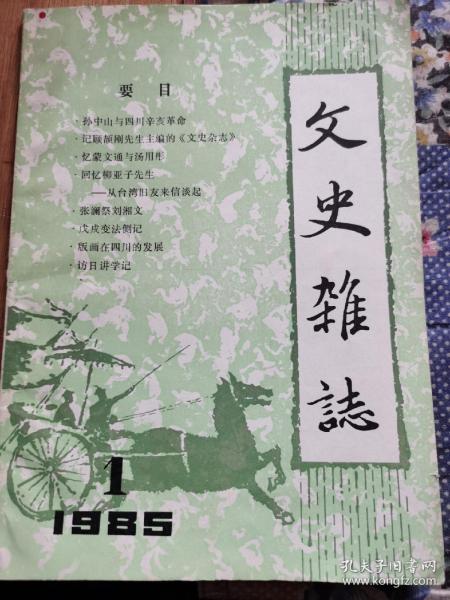 要目
·孙中山与四川辛亥革命
·记顾颉刚先生主编的《文史杂志》
·忆蒙文通与汤用彤
·回忆柳亚子先生
——从台湾旧友来信谈起
·张澜祭刘湘文
·戊戌变法侧记
·版画在四川的发展
·访日讲学记
文史雜誌
1
1985
孔夫子旧书网
www.kongfz.com